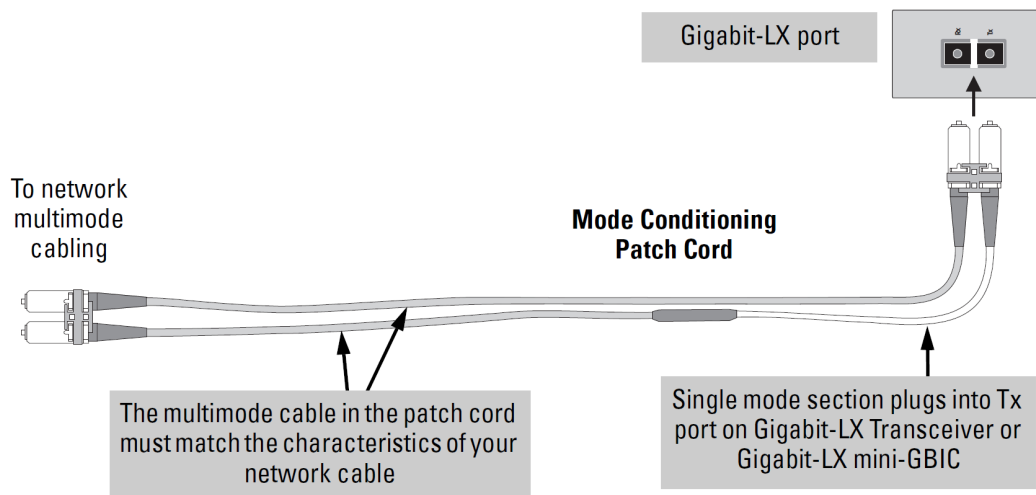 Gigabit-LX port
Rx
Tx
To network
multimode
cabling
Mode Conditioning
Patch Cord
The multimode cable in the patch cord
must match the characteristics of your
network cable
Single mode section plugs into Tx
port on Gigabit-LX Transceiver or
Gigabit-LX mini-GBIC